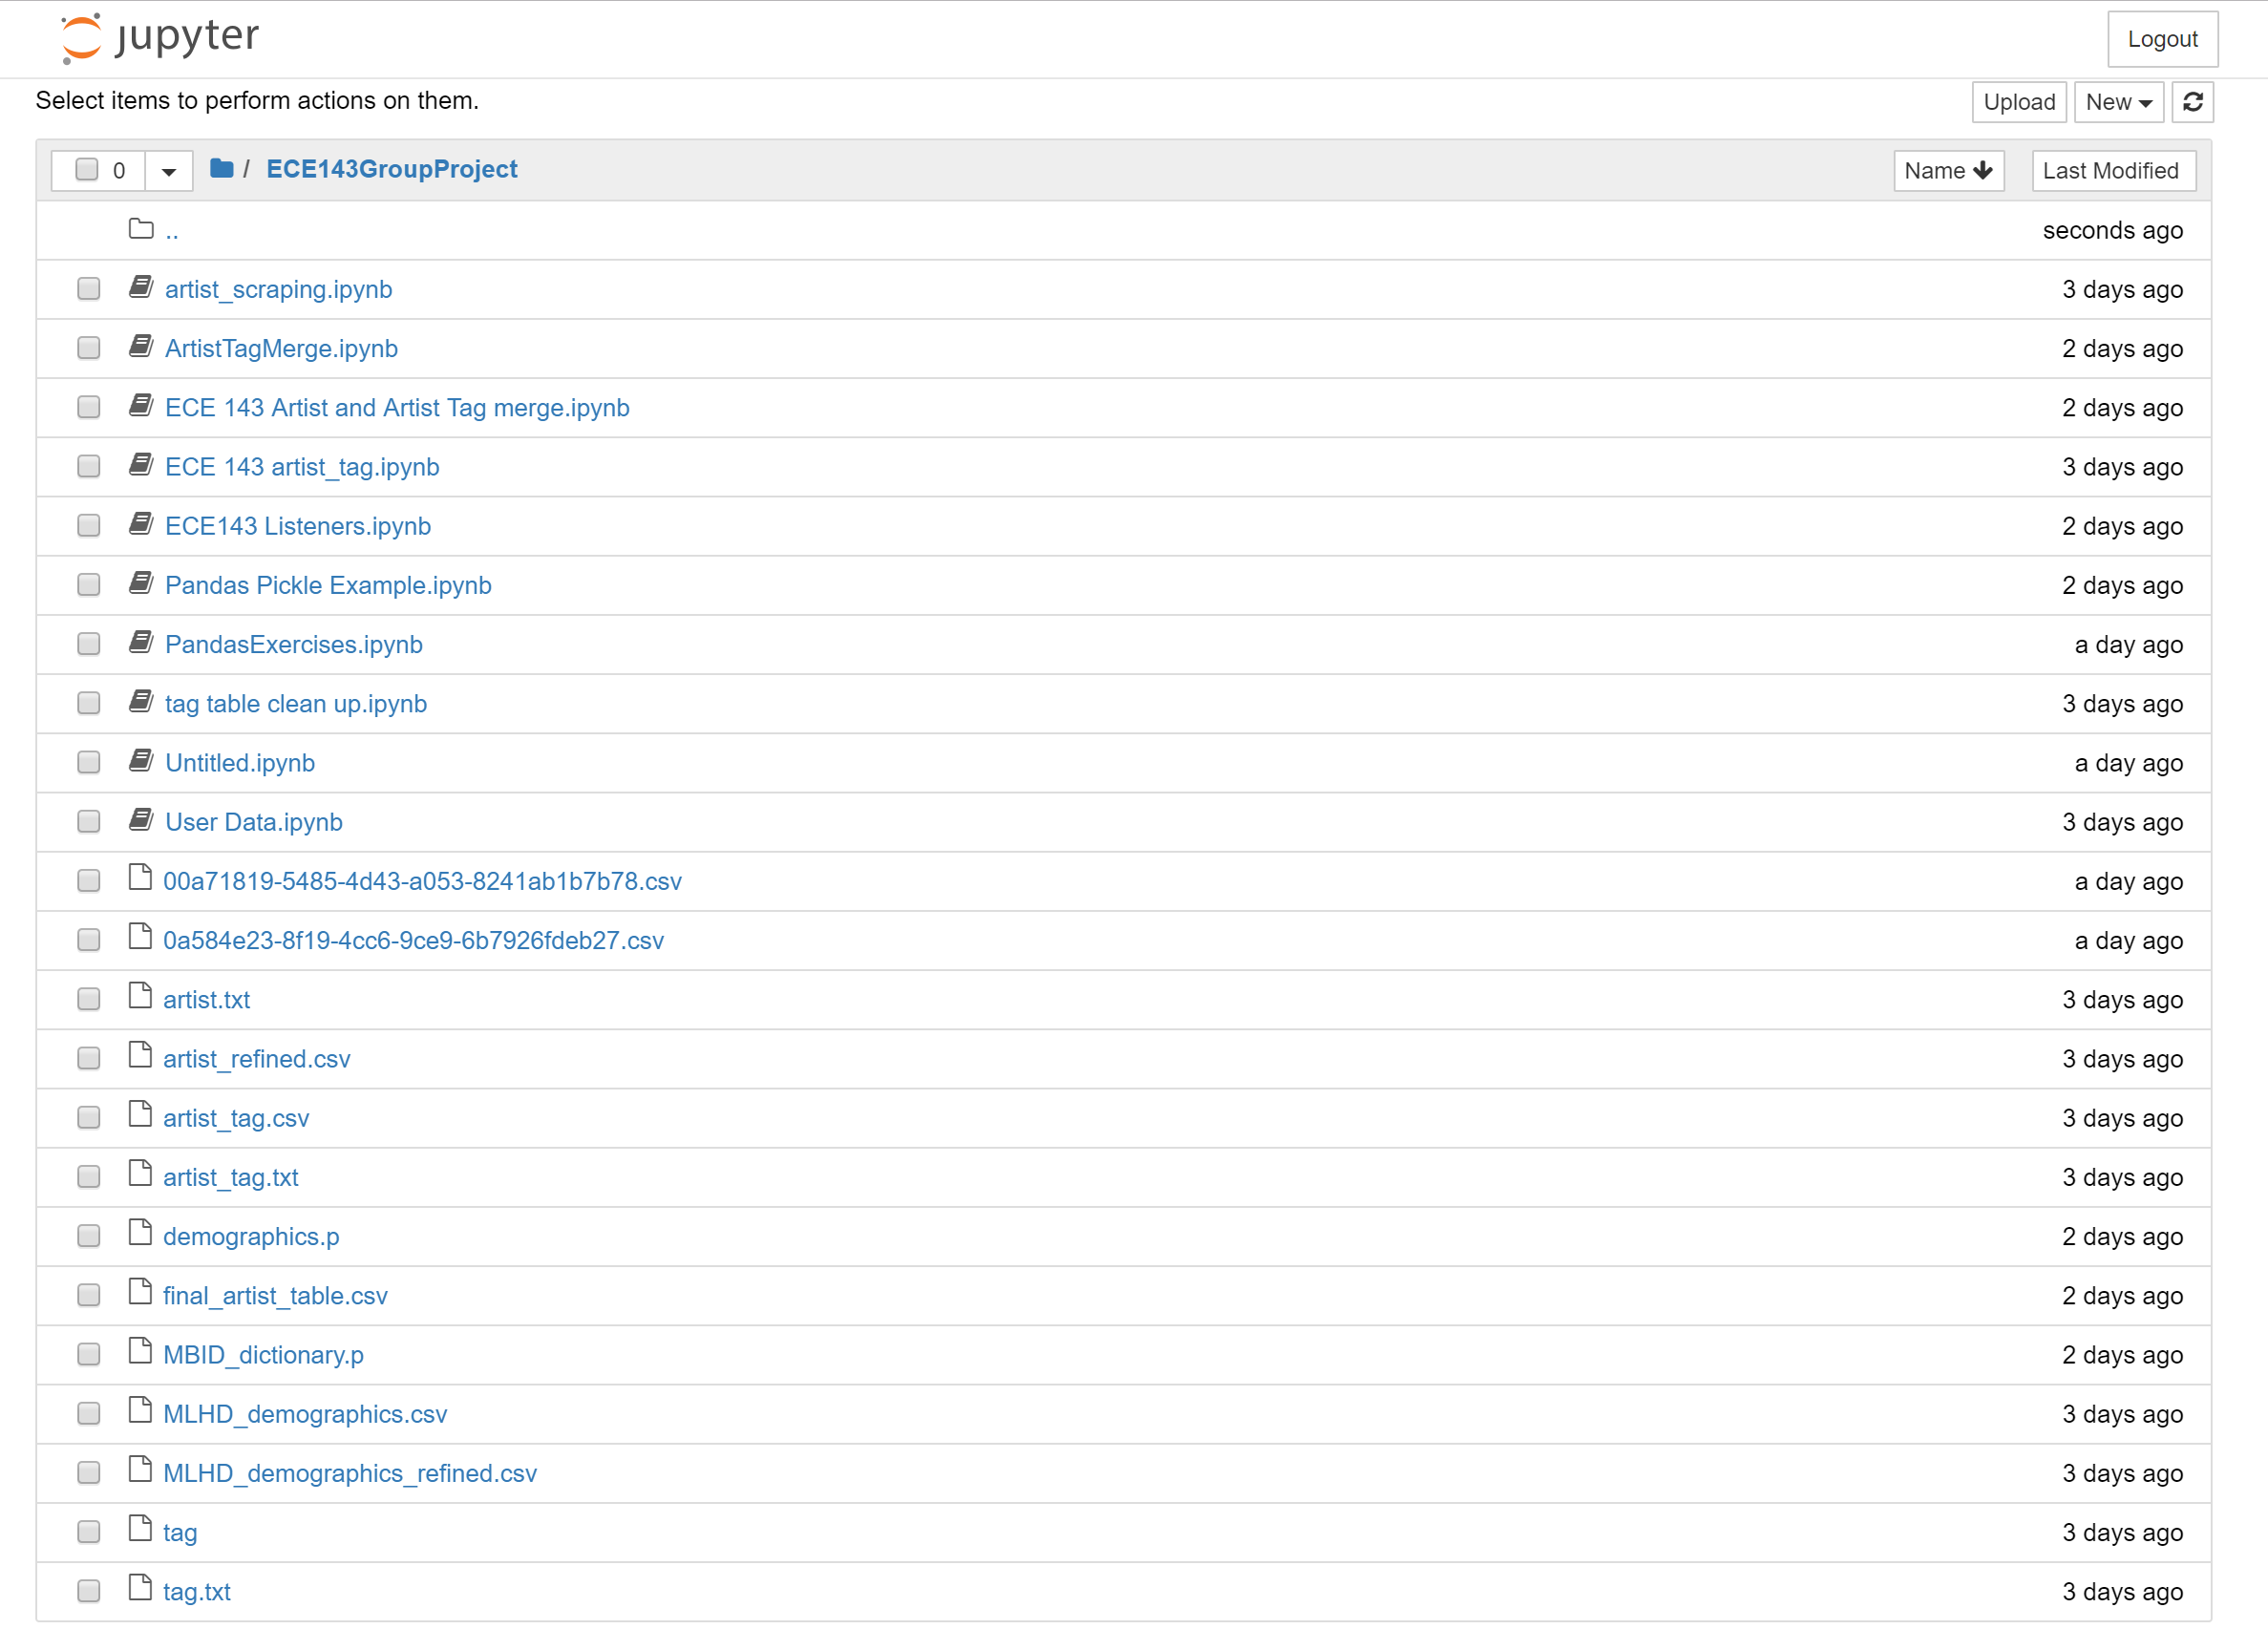 jupyter
Logout
Select items to perform actions on them.
Upload New
0 / ECE143GroupProject Name Last Modified
.. seconds ago
artist_scraping.ipynb 3 days ago
ArtistTagMerge.ipynb 2 days ago
ECE 143 Artist and Artist Tag merge.ipynb 2 days ago
ECE 143 artist_tag.ipynb 3 days ago
ECE143 Listeners.ipynb 2 days ago
Pandas Pickle Example.ipynb 2 days ago
PandasExercises.ipynb a day ago
tag table clean up.ipynb 3 days ago
Untitled.ipynb a day ago
User Data.ipynb 3 days ago
00a71819-5485-4d43-a053-8241ab1b7b78.csv a day ago
0a584e23-8f19-4cc6-9ce9-6b7926fdeb27.csv a day ago
artist.txt 3 days ago
artist_refined.csv 3 days ago
artist_tag.csv 3 days ago
artist_tag.txt 3 days ago
demographics.p 2 days ago
final_artist_table.csv 2 days ago
MBID_dictionary.p 2 days ago
MLHD_demographics.csv 3 days ago
MLHD_demographics_refined.csv 3 days ago
tag 3 days ago
tag.txt 3 days ago